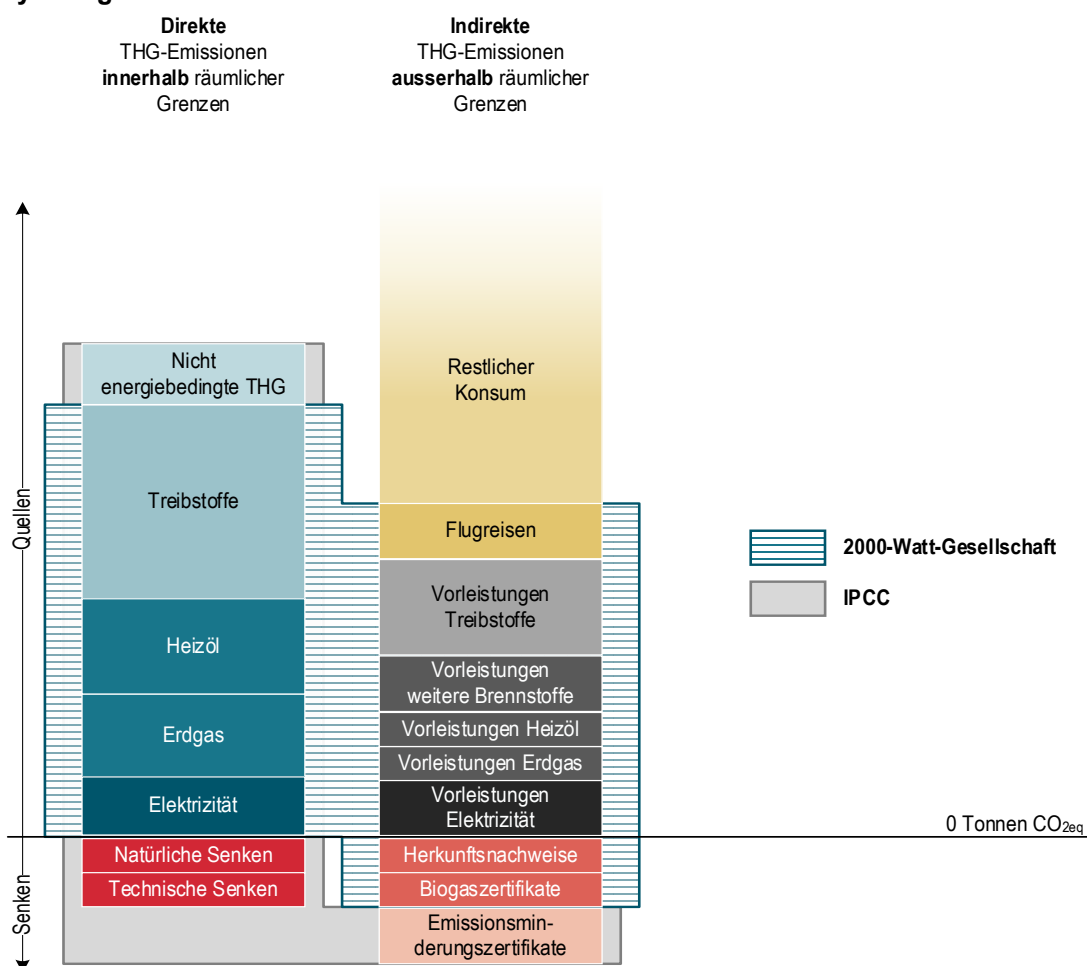 Direkte
THG-Emissionen
innerhalb räumlicher
Grenzen
Indirekte
THG-Emissionen
ausserhalb räumlicher
Grenzen
Quellen
Senken
Nicht
energiebedingte THG
Treibstoffe
Heizöl
Erdgas
Elektrizität
Natürliche Senken
Technische Senken
Restlicher
Konsum
Flugreisen
Vorleistungen
Treibstoffe
Vorleistungen
weitere Brennstoffe
Vorleistungen Heizöl
Vorleistungen Erdgas
Vorleistungen
Elektrizität
Herkunftsnachweise
Biogaszertifikate
Emissionsmin-
derungszertifikate
2000-Watt-Gesellschaft
IPCC
0 Tonnen CO2eq